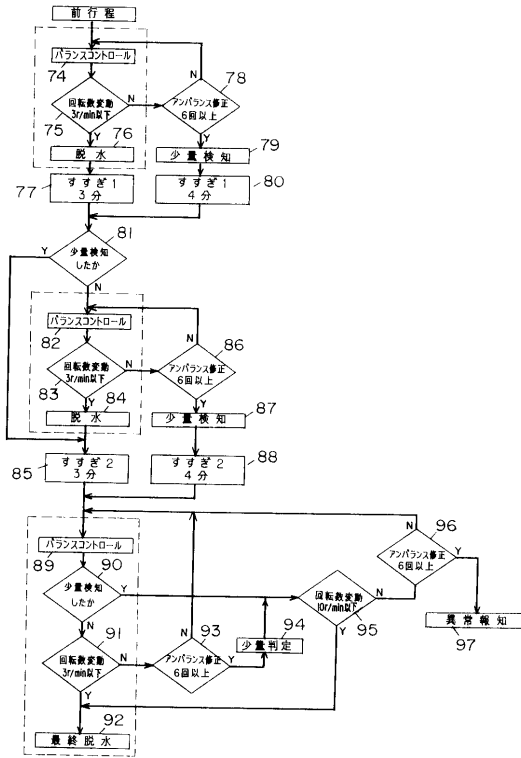 前行程
バランスコントロール
74
回転数変動
3r/min以下
75
N
Y
アンバランス修正
6回以上
78
N
Y
脱水
76
少量検知
79
すすぎ1
3分
77
すすぎ1
4分
80
少量検知
したか
81
Y
N
バランスコントロール
82
回転数変動
3r/min以下
83
N
Y
アンバランス修正
6回以上
86
N
Y
脱水
84
少量検知
87
すすぎ2
3分
85
すすぎ2
4分
88
バランスコントロール
89
少量検知
したか
90
Y
N
回転数変動
10r/min以下
95
N
Y
アンバランス修正
6回以上
96
N
Y
異常報知
97
回転数変動
3r/min以下
91
N
Y
アンバランス修正
6回以上
93
N
Y
少量判定
94
最終脱水
92